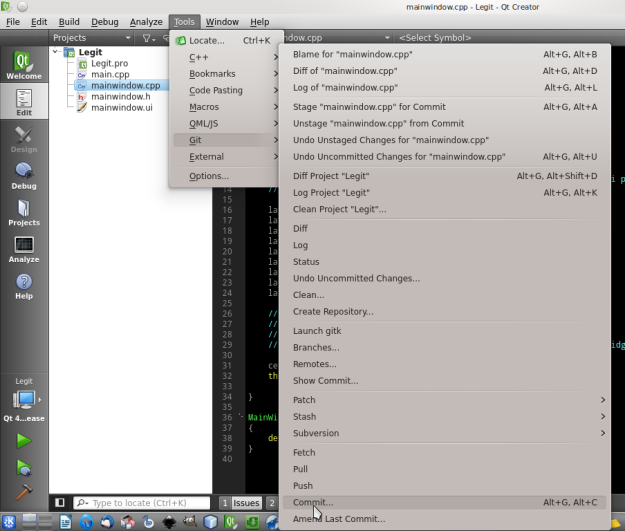 mainwindow.cpp - Legit - Qt Creator
File Edit Build Debug Analyze Tools Window Help
Projects
dow.cpp
<Select Symbol>
Welcome
Edit
Design
Debug
Projects
Analyze
Help
Legit
Qt 4...ease
Legit
Legit.pro
main.cpp
mainwindow.cpp
mainwindow.h
mainwindow.ui
Locate... Ctrl+K
C++
Bookmarks
Code Pasting
Macros
QML/JS
Git
External
Options...
Blame for "mainwindow.cpp" Alt+G, Alt+B
Diff of "mainwindow.cpp" Alt+G, Alt+D
Log of "mainwindow.cpp" Alt+G, Alt+L
Stage "mainwindow.cpp" for Commit Alt+G, Alt+A
Unstage "mainwindow.cpp" from Commit
Undo Unstaged Changes for "mainwindow.cpp"
Undo Uncommitted Changes for "mainwindow.cpp" Alt+G, Alt+U
Diff Project "Legit" Alt+G, Alt+Shift+D
Log Project "Legit" Alt+G, Alt+K
Clean Project "Legit"...
Diff
Log
Status
Undo Uncommitted Changes...
Clean...
Create Repository...
Launch gitk
Branches...
Remotes...
Show Commit...
Patch
Stash
Subversion
Fetch
Pull
Push
Commit... Alt+G, Alt+C
Amend Last Commit...
14 //
15
16 la
17 la
18 la
19 la
20 la
21 la
22 la
23 la
24 la
25
26 //
27 //
28 //
29 //
30
31 ce
32 th
33
34 }
35
36 MainWi
37 {
38 de
39 }
40
Type to locate (Ctrl+K)
1 Issues 2